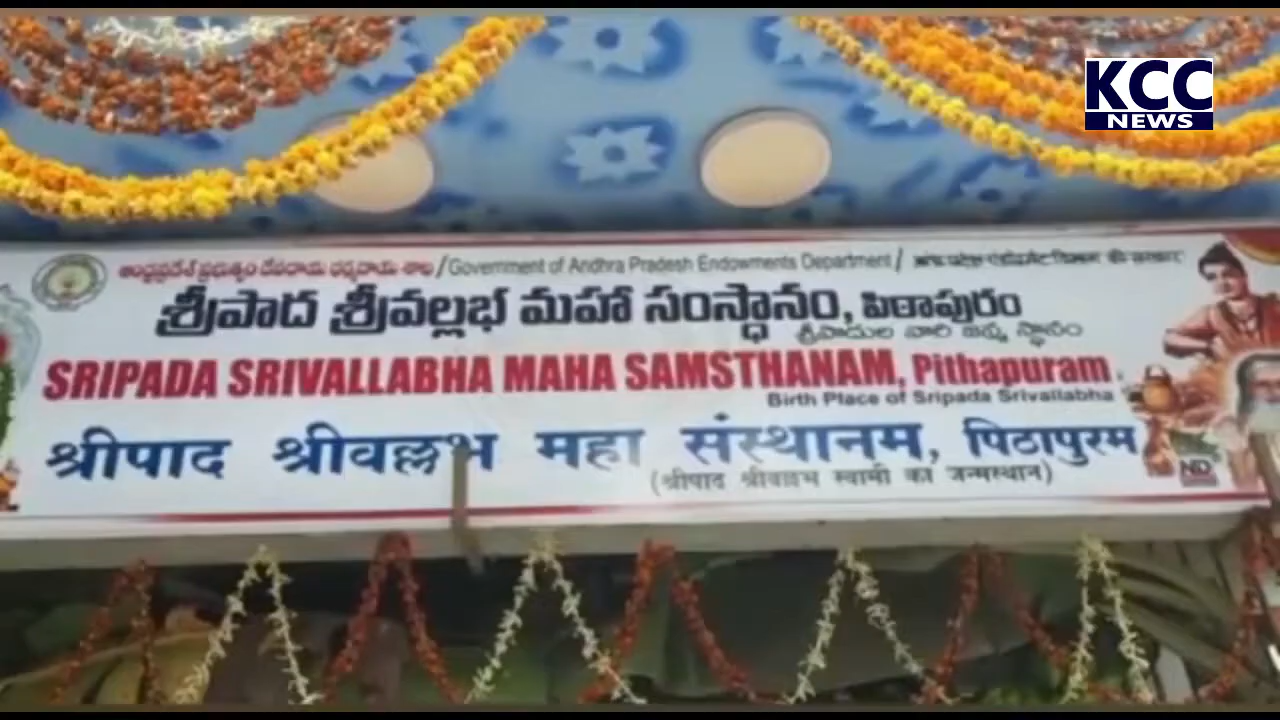 KCC
NEWS
ఆంధ్రప్రదేశ్ ప్రభుత్వం దేవాదాయ ధర్మాదాయ శాఖ / Government of Andhra Pradesh Endowments Department /
శ్రీపాద శ్రీవల్లభ మహా సంస్థానం, పిఠాపురం
శ్రీపాదుల వారి జన్మ స్థానం
SRIPADA SRIVALLABHA MAHA SAMSTHANAM, Pithapuram
Birth Place of Sripada Srivallabha
श्रीपाद श्रीवल्लभ महा संस्थानम, पिठापुरम
(श्रीपाद श्रीवल्लभ स्वामी का जन्मस्थान)
ND